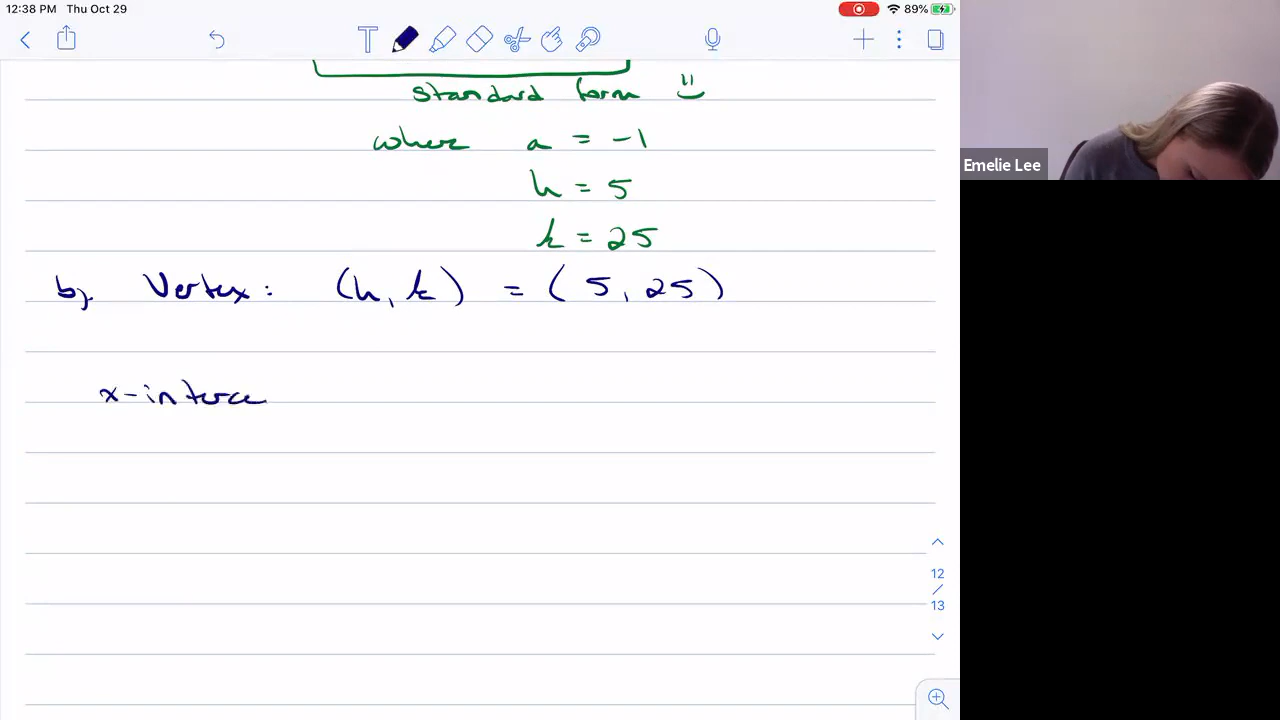 12:38 PM Thu Oct 29
89%
T
standard form
where a = -1
h = 5
k = 25
b) Vertex: (h, k) = (5, 25)
x-interce
Emelie Lee
12
/
13